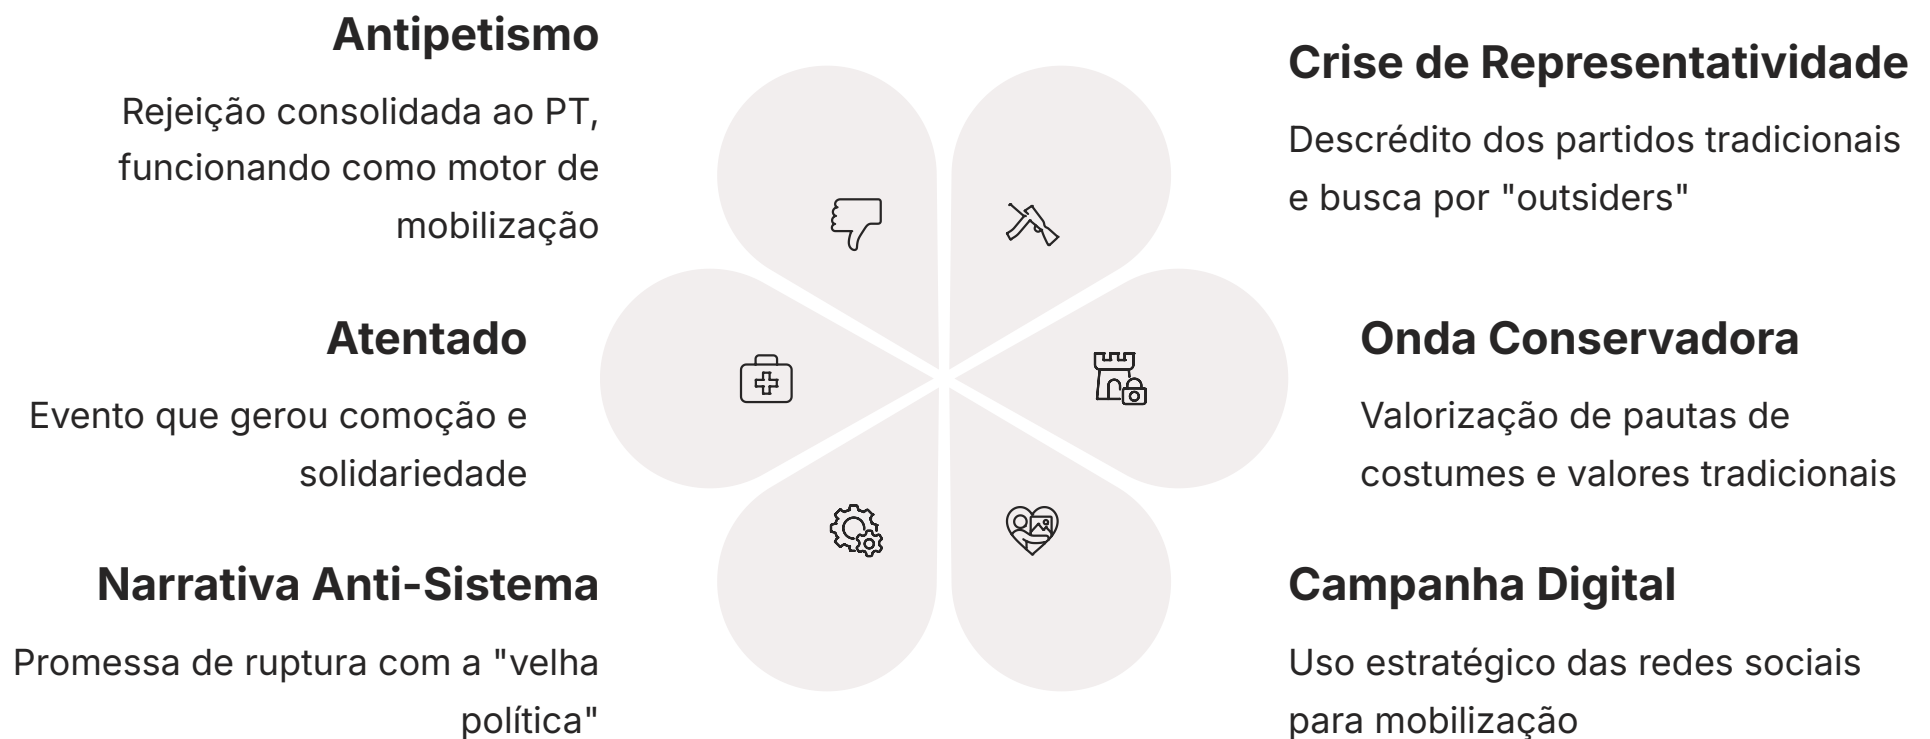 Antipetismo
Rejeição consolidada ao PT,
funcionando como motor de
mobilização
Crise de Representatividade
Descrédito dos partidos tradicionais
e busca por "outsiders"
Atentado
Evento que gerou comoção e
solidariedade
Onda Conservadora
Valorização de pautas de
costumes e valores tradicionais
Narrativa Anti-Sistema
Promessa de ruptura com a "velha
política"
Campanha Digital
Uso estratégico das redes sociais
para mobilização